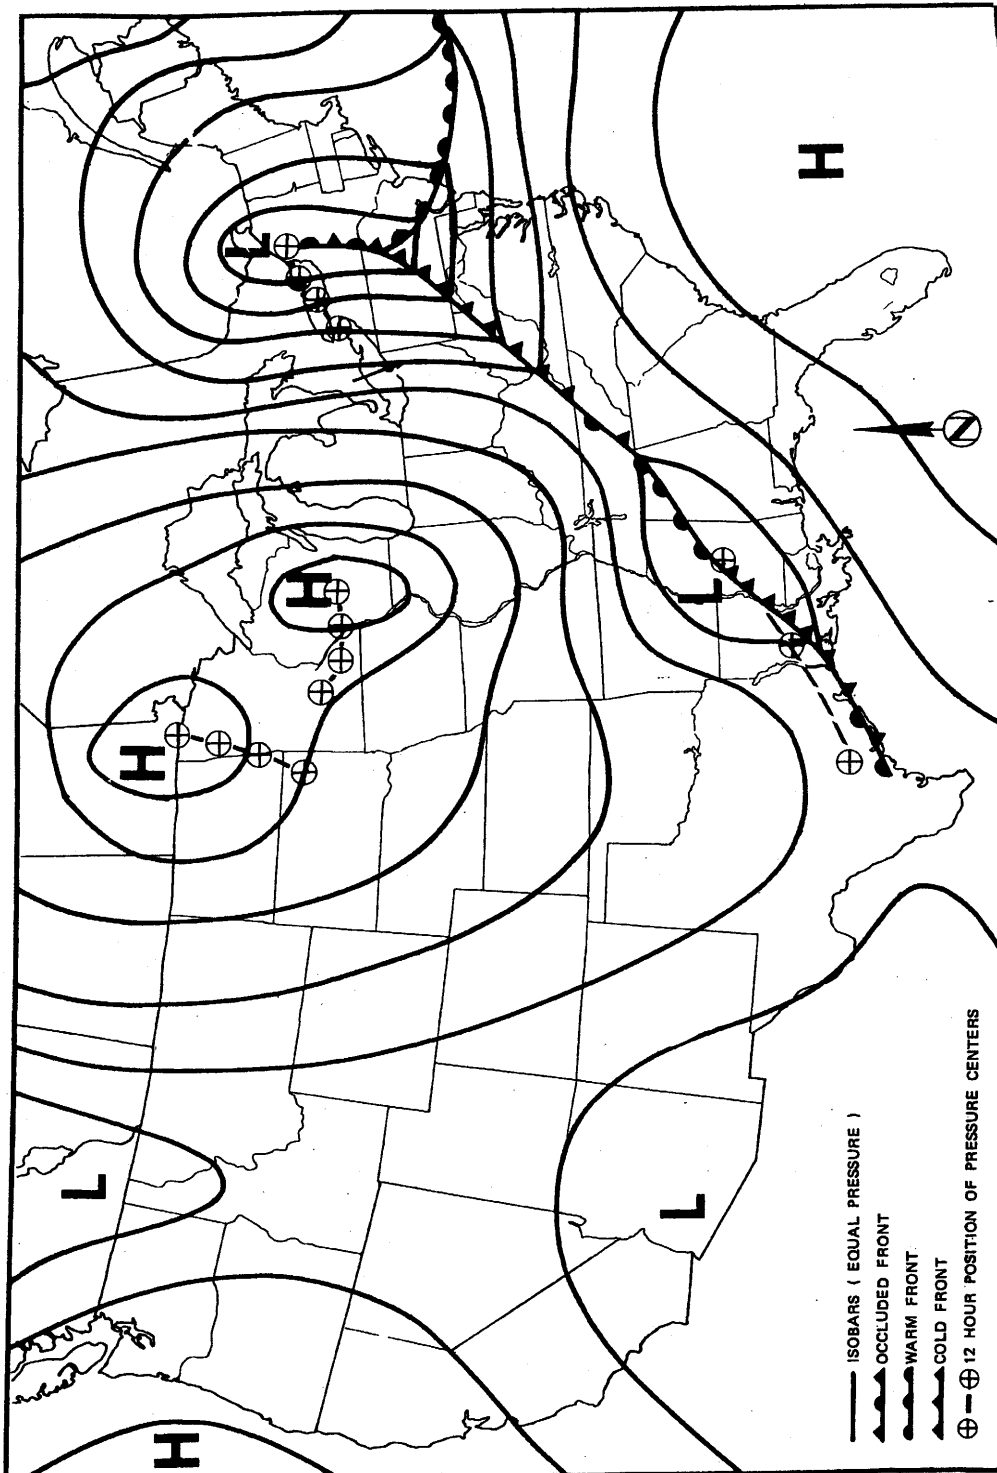 H
L
H
H
L
H
L
L
H
N
ISOBARS ( EQUAL PRESSURE )
OCCLUDED FRONT
WARM FRONT
COLD FRONT
12 HOUR POSITION OF PRESSURE CENTERS